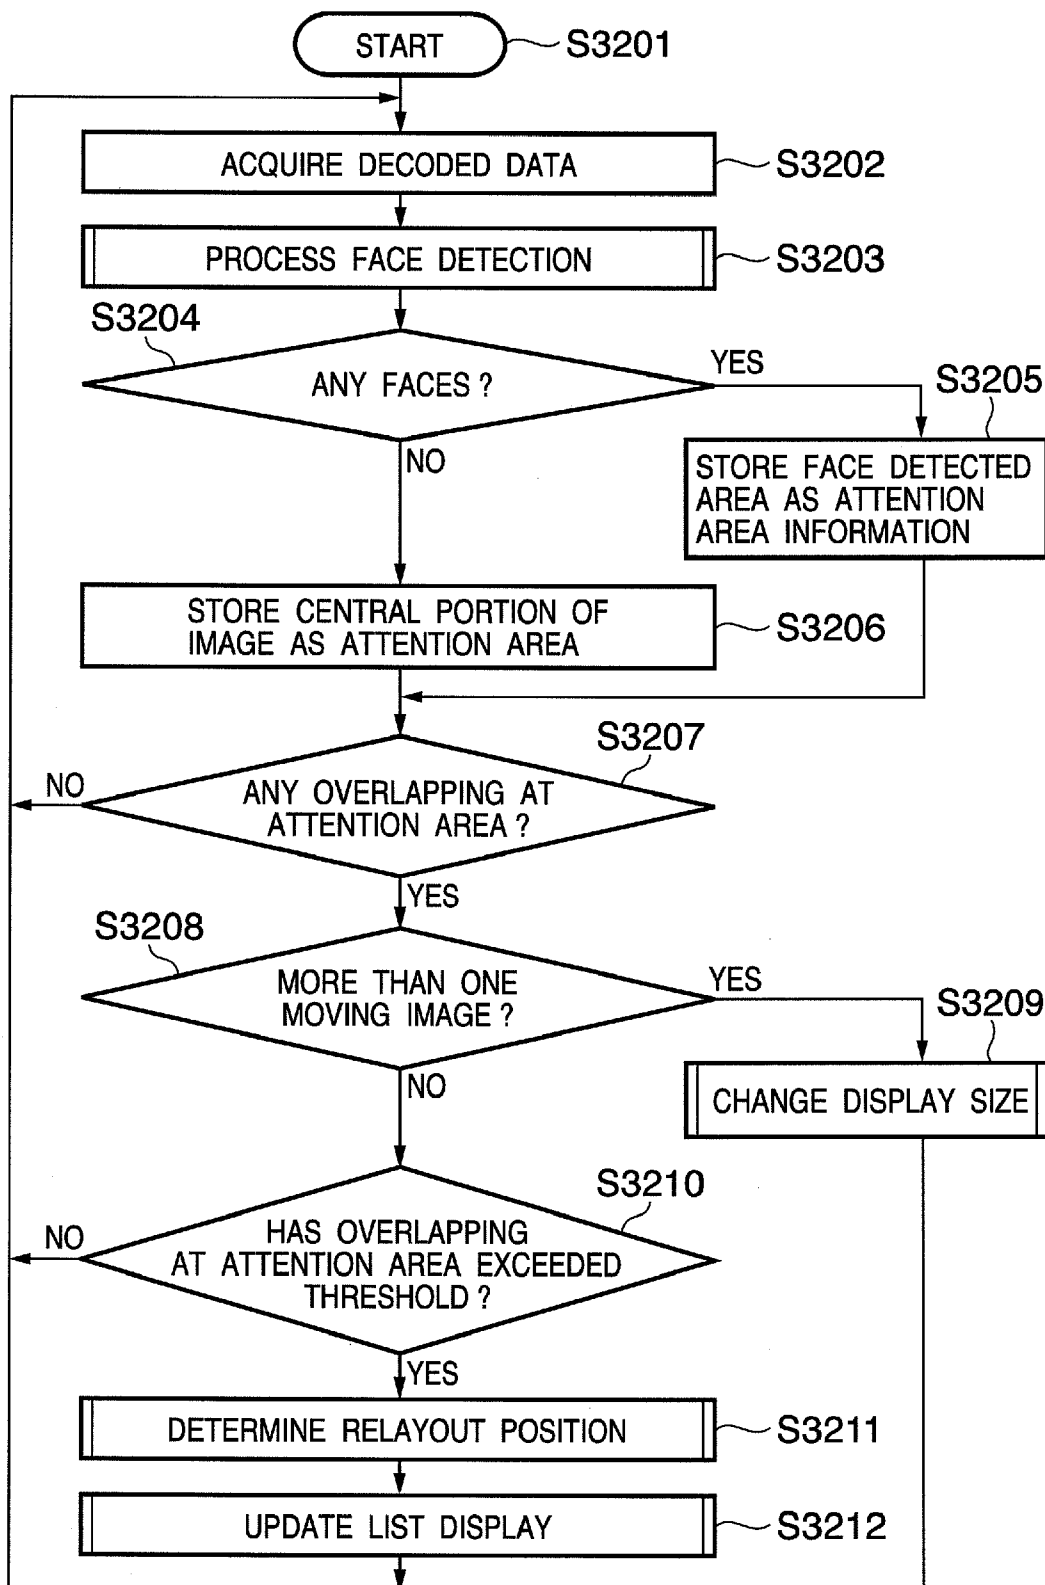 START
S3201
ACQUIRE DECODED DATA
S3202
PROCESS FACE DETECTION
S3203
S3204
ANY FACES ?
YES
NO
S3205
STORE FACE DETECTED
AREA AS ATTENTION
AREA INFORMATION
STORE CENTRAL PORTION OF
IMAGE AS ATTENTION AREA
S3206
S3207
ANY OVERLAPPING AT
ATTENTION AREA ?
NO
YES
S3208
MORE THAN ONE
MOVING IMAGE ?
YES
NO
S3209
CHANGE DISPLAY SIZE
S3210
HAS OVERLAPPING
AT ATTENTION AREA EXCEEDED
THRESHOLD ?
NO
YES
DETERMINE RELAYOUT POSITION
S3211
UPDATE LIST DISPLAY
S3212